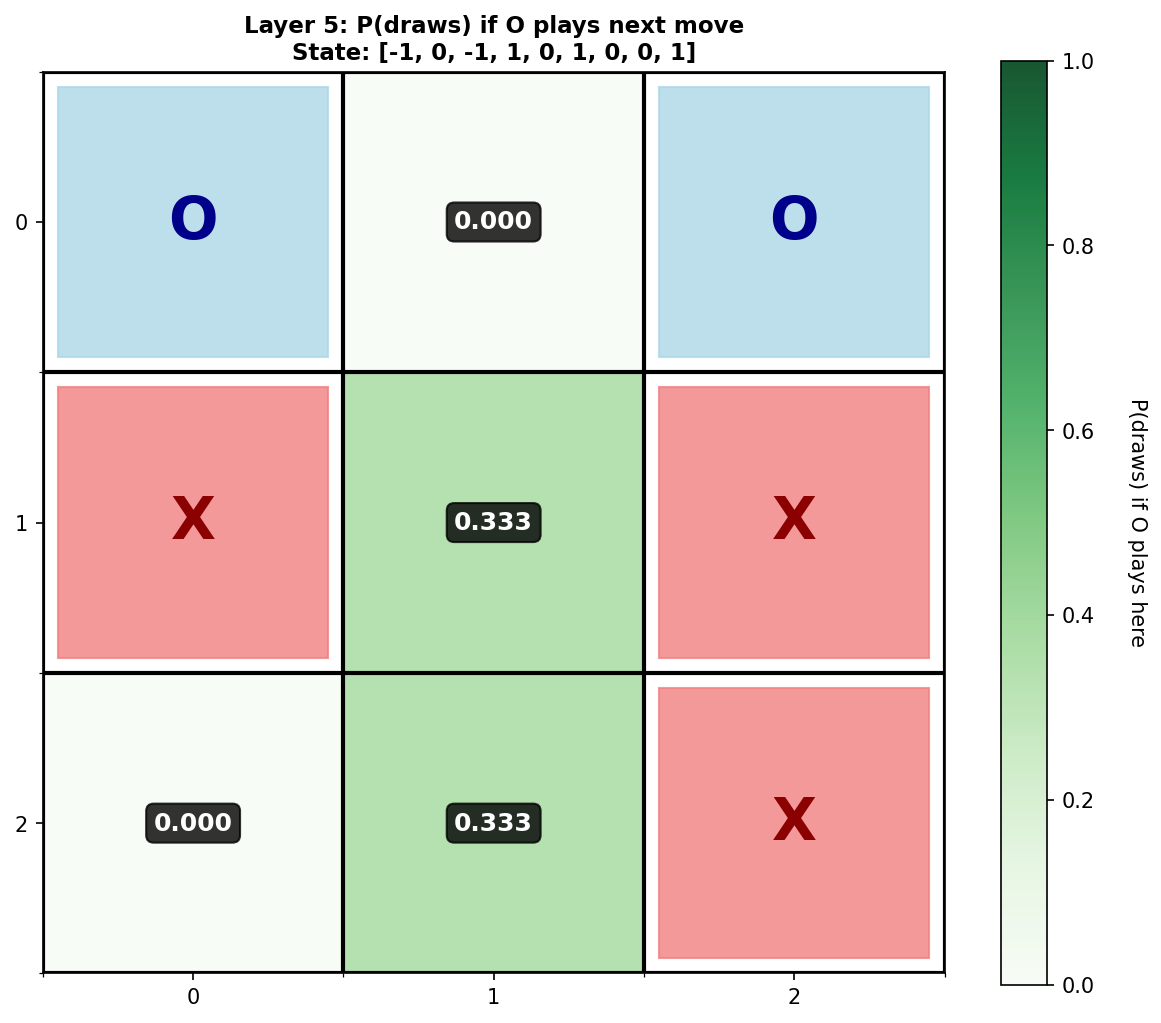 Layer 5: P(draws) if O plays next move
State: [-1, 0, -1, 1, 0, 1, 0, 0, 1]
0
O
0.000
O
1
X
0.333
X
2
0.000
0.333
X
0
1
2
1.0
0.8
0.6
0.4
0.2
0.0
P(draws) if O plays here